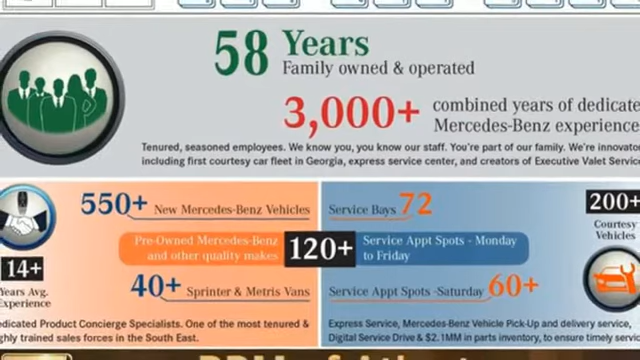 58 Years
Family owned & operated
3,000+ combined years of dedicate
Mercedes-Benz experience
Tenured, seasoned employees. We know you, you know our staff. You're part of our family. We're innovator
including first courtesy car fleet in Georgia, express service center, and creators of Executive Valet Service
550+ New Mercedes-Benz Vehicles
Pre-Owned Mercedes-Benz
and other quality makes
120+
40+ Sprinter & Metris Vans
14+
Years Avg.
Experience
edicated Product Concierge Specialists. One of the most tenured &
ghly trained sales forces in the South East.
Service Bays 72
Service Appt Spots - Monday
to Friday
Service Appt Spots -Saturday 60+
200+
Courtesy
Vehicles
Express Service, Mercedes-Benz Vehicle Pick-Up and delivery service,
Digital Service Drive & $2.1MM in parts inventory, to ensure timely servic